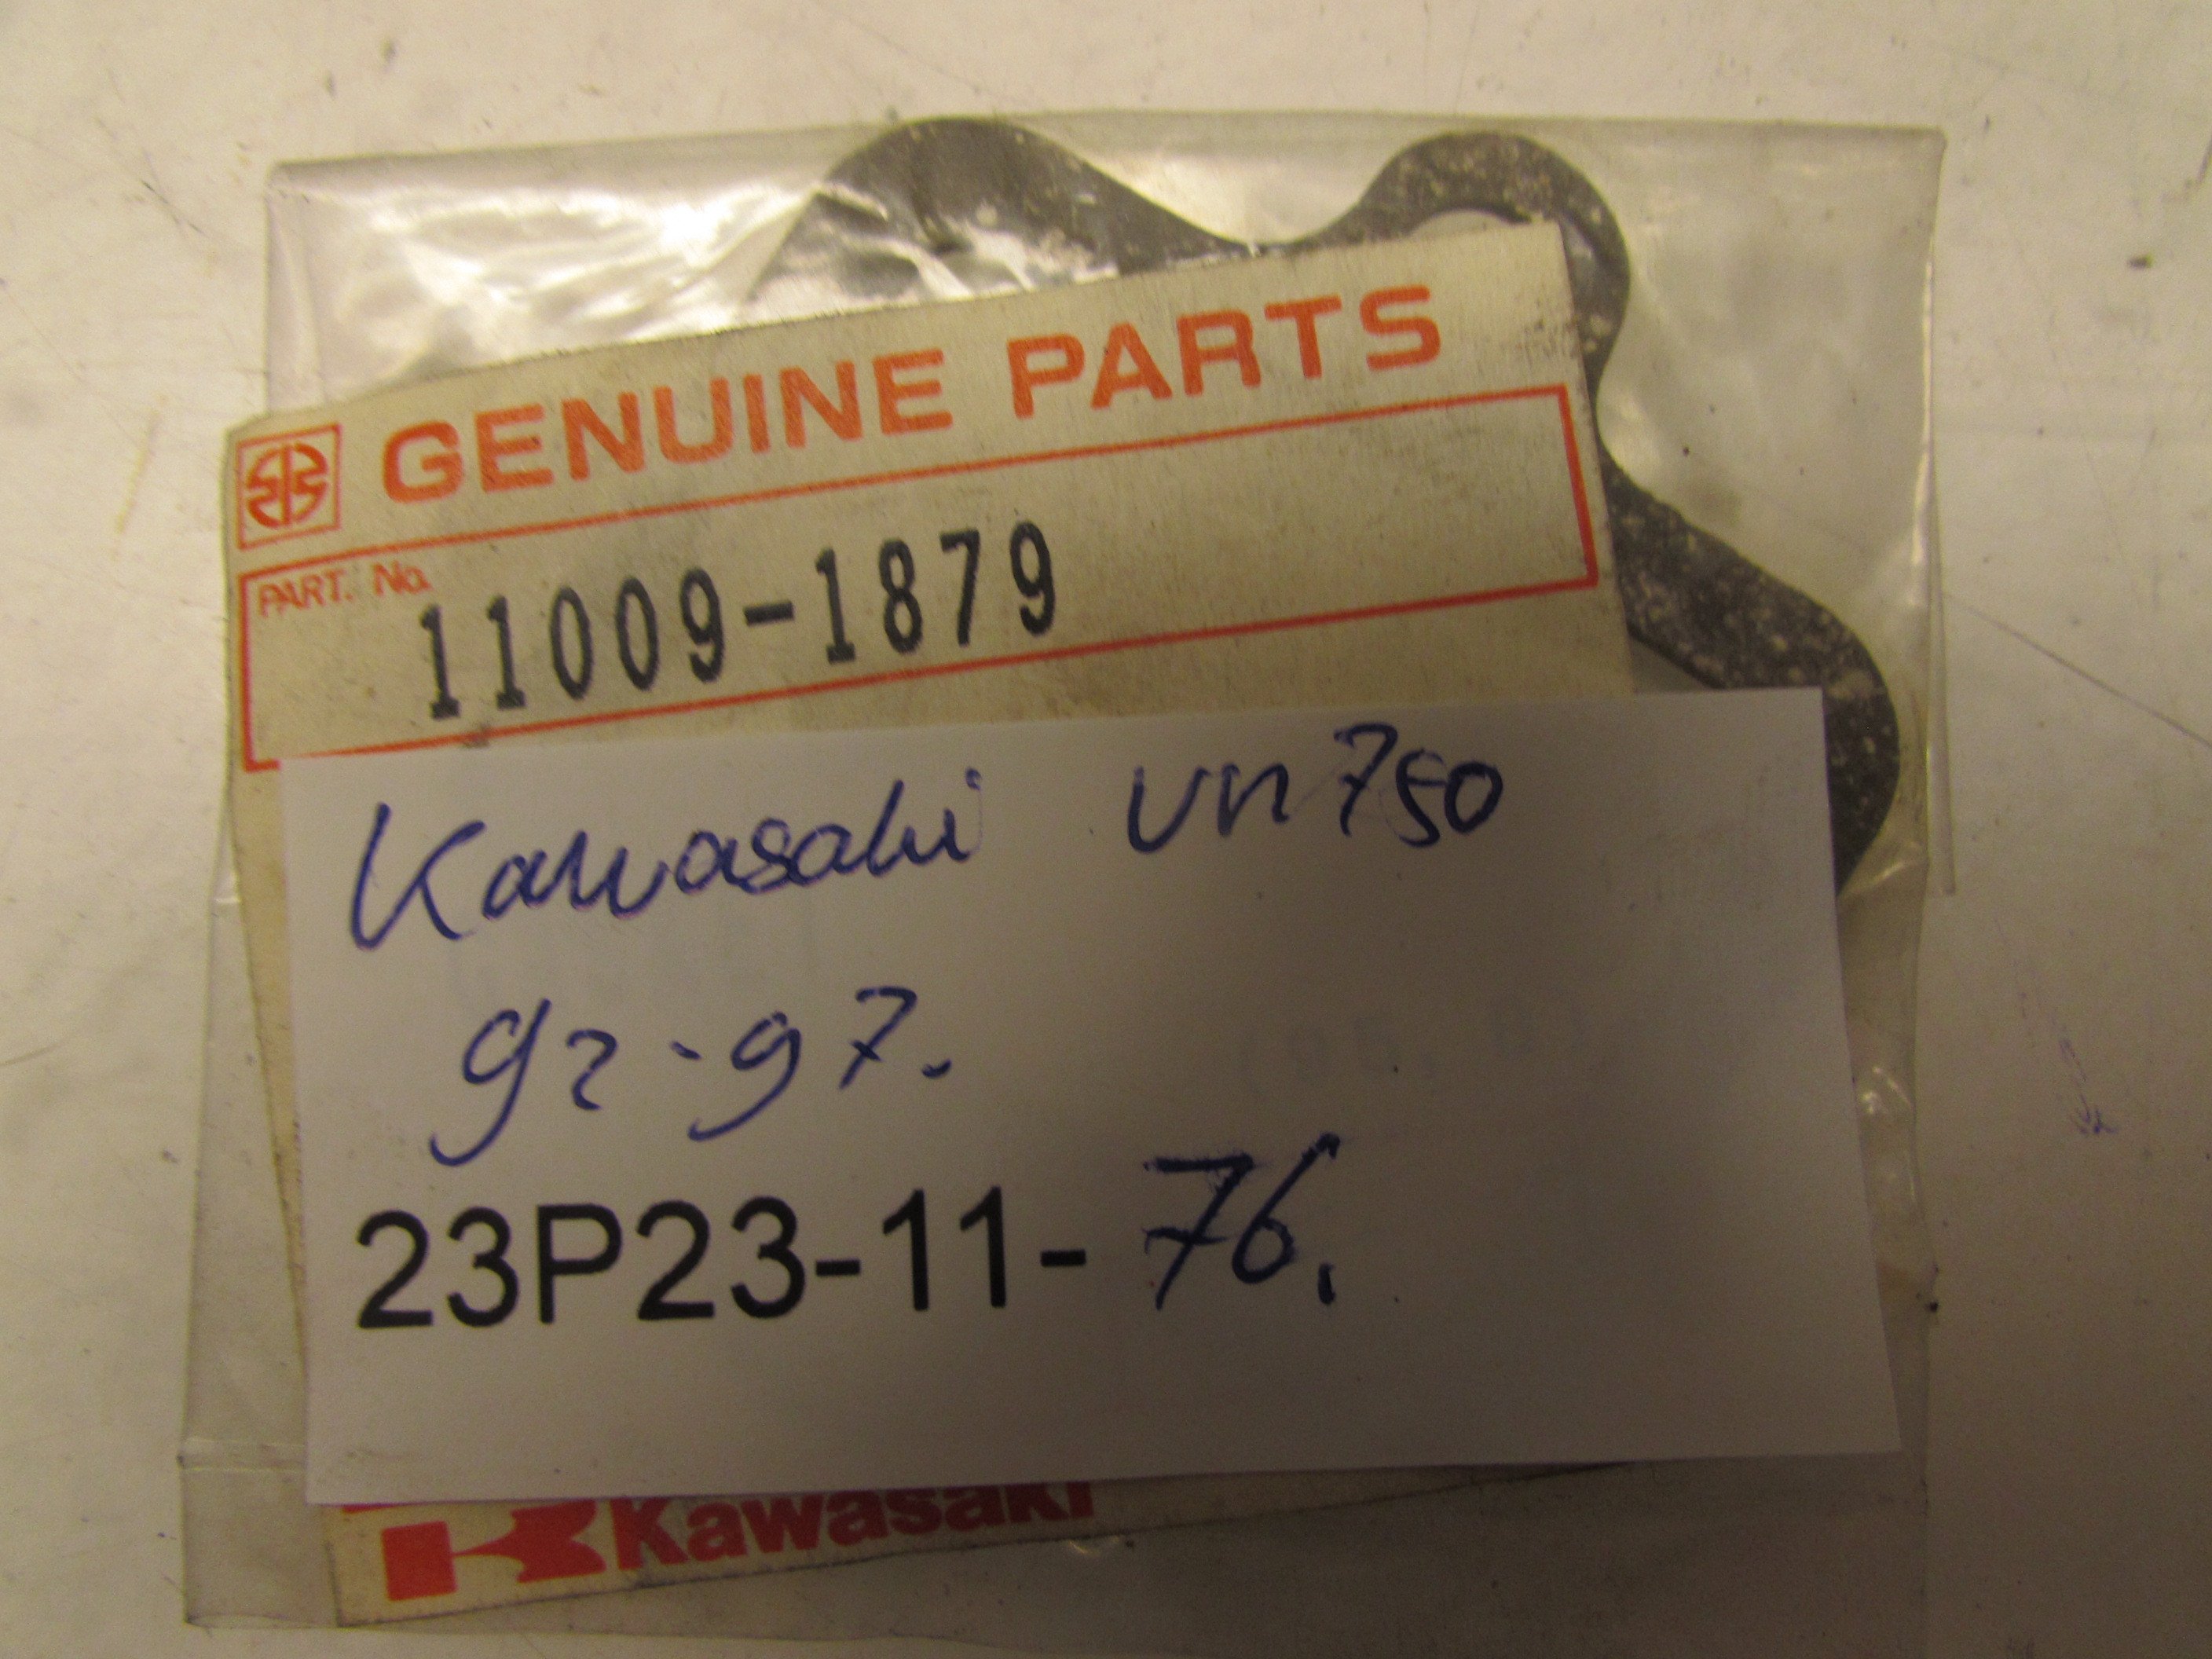 GENUINE PARTS
PART. No.
11009-1879
Kawasaki vn750
92-97.
23P23-11-76.
Kawasaki